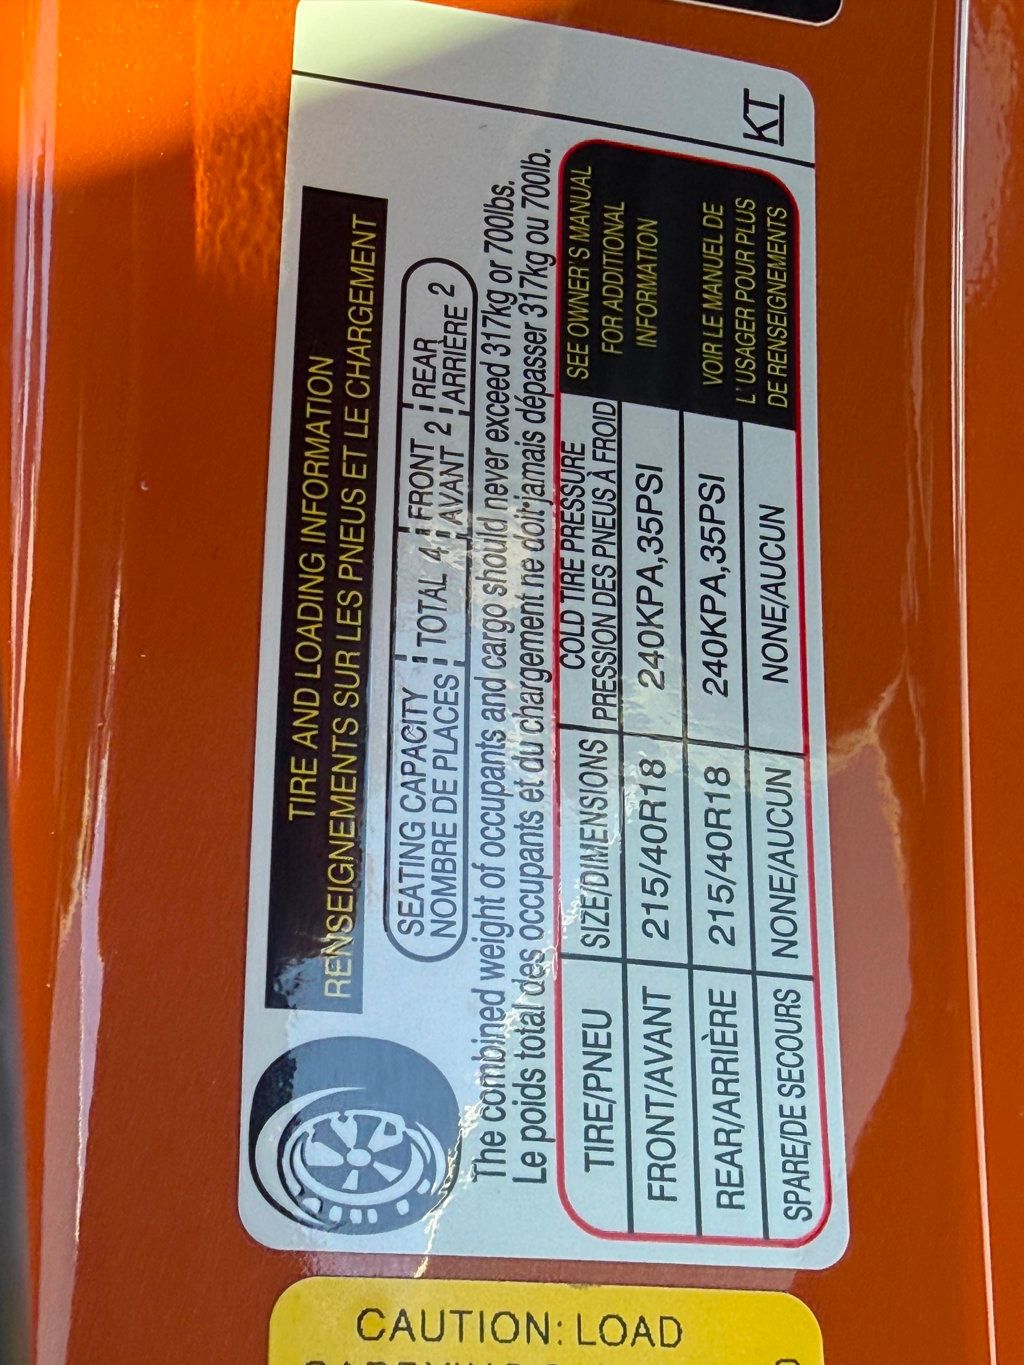 KT
TIRE AND LOADING INFORMATION
RENSEIGNEMENTS SUR LES PNEUS ET LE CHARGEMENT
SEATING CAPACITY TOTAL 4 FRONT 2 REAR 2
NOMBRE DE PLACES AVANT ARRIÈRE
The combined weight of occupants and cargo should never exceed 317kg or 700lbs.
Le poids total des occupants et du chargement ne doit jamais dépasser 317kg ou 700lb.
TIRE/PNEU SIZE/DIMENSIONS COLD TIRE PRESSURE
PRESSION DES PNEUS À FROID
FRONT/AVANT 215/40R18 240KPA,35PSI
REAR/ARRIÈRE 215/40R18 240KPA,35PSI
SPARE/DE SECOURS NONE/AUCUN NONE/AUCUN
SEE OWNER'S MANUAL
FOR ADDITIONAL
INFORMATION
VOIR LE MANUEL DE
L'USAGER POUR PLUS
DE RENSEIGNEMENTS
CAUTION: LOAD